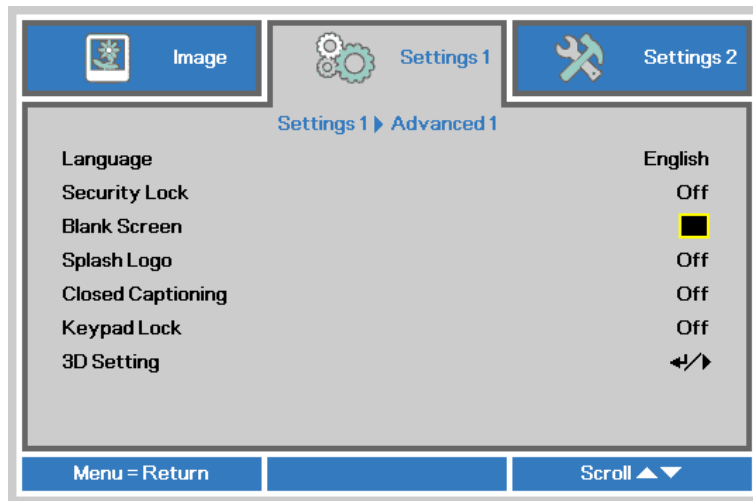 Image Settings 1 Settings 2
Settings 1 Advanced 1
Language English
Security Lock Off
Blank Screen
Splash Logo Off
Closed Captioning Off
Keypad Lock Off
3D Setting /
Menu = Return Scroll